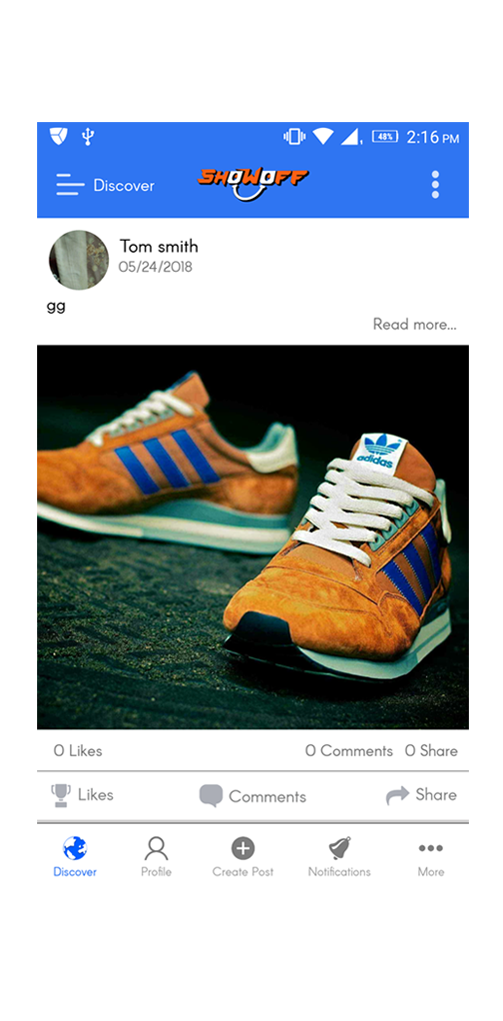 48% 2:16 PM
Discover SHOWOFF
Tom smith
05/24/2018
gg
Read more...
adidas
0 Likes 0 Comments 0 Share
Likes Comments Share
Discover Profile Create Post Notifications More